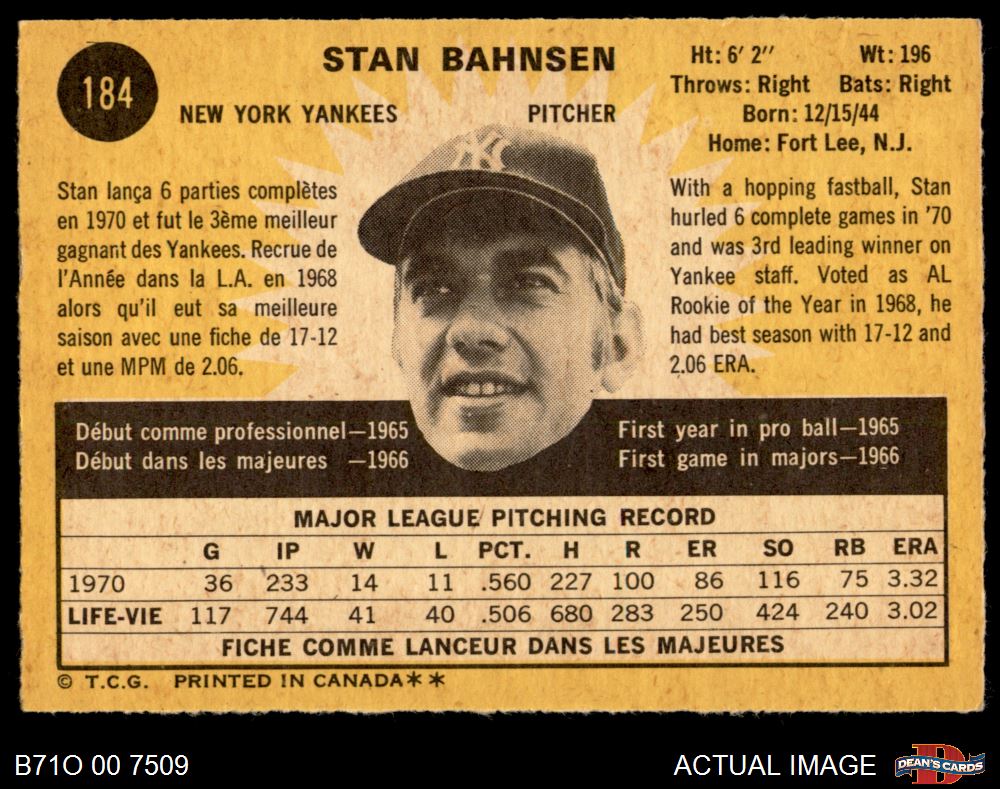 184
STAN BAHNSEN
NEW YORK YANKEES PITCHER
Ht: 6′ 2″ Wt: 196
Throws: Right Bats: Right
Born: 12/15/44
Home: Fort Lee, N.J.
Stan lança 6 parties complètes
en 1970 et fut le 3ème meilleur
gagnant des Yankees. Recrue de
l'Année dans la L.A. en 1968
alors qu'il eut sa meilleure
saison avec une fiche de 17-12
et une MPM de 2.06.
With a hopping fastball, Stan
hurled 6 complete games in '70
and was 3rd leading winner on
Yankee staff. Voted as AL
Rookie of the Year in 1968, he
had best season with 17-12 and
2.06 ERA.
NY
Début comme professionnel—1965
Début dans les majeures —1966
First year in pro ball—1965
First game in majors—1966
MAJOR LEAGUE PITCHING RECORD
G IP W L PCT. H R ER SO RB ERA
1970 36 233 14 11 .560 227 100 86 116 75 3.32
LIFE-VIE 117 744 41 40 .506 680 283 250 424 240 3.02
FICHE COMME LANCEUR DANS LES MAJEURES
© T.C.G. PRINTED IN CANADA**
B71O 00 7509
ACTUAL IMAGE
D
DEAN'S CARDS